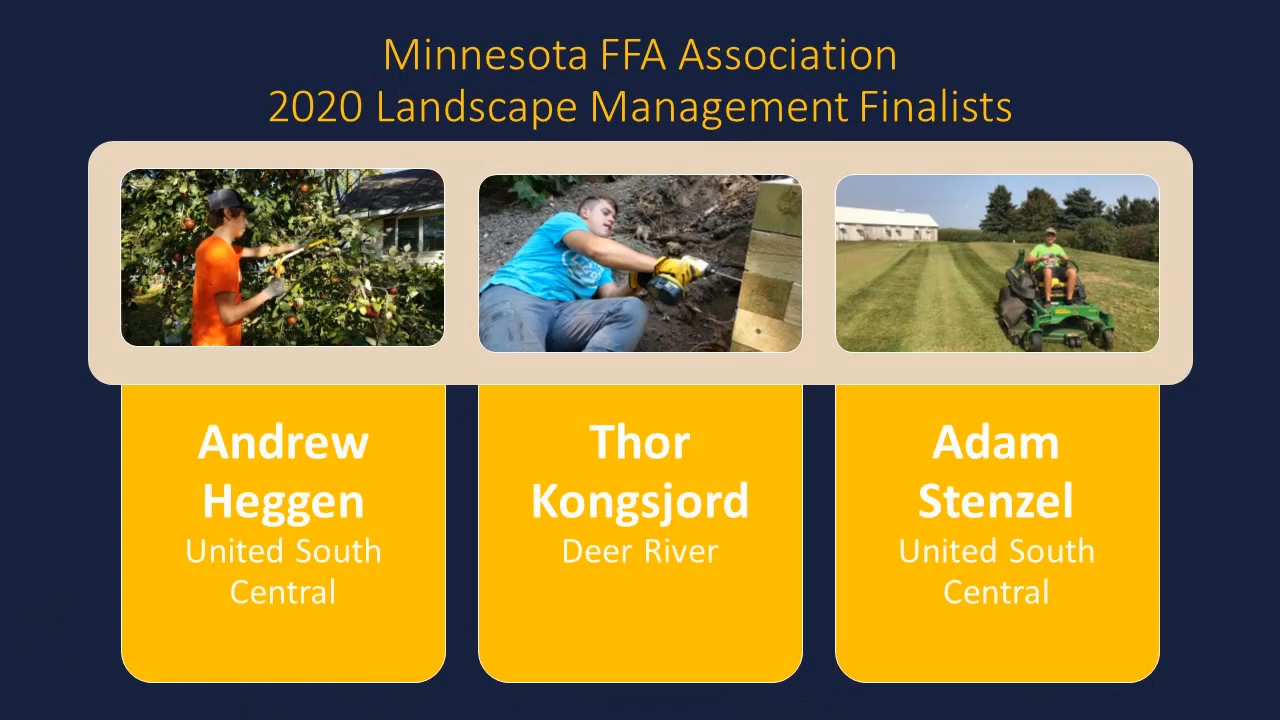 Minnesota FFA Association
2020 Landscape Management Finalists
Andrew
Heggen
United South
Central
Thor
Kongsjord
Deer River
Adam
Stenzel
United South
Central